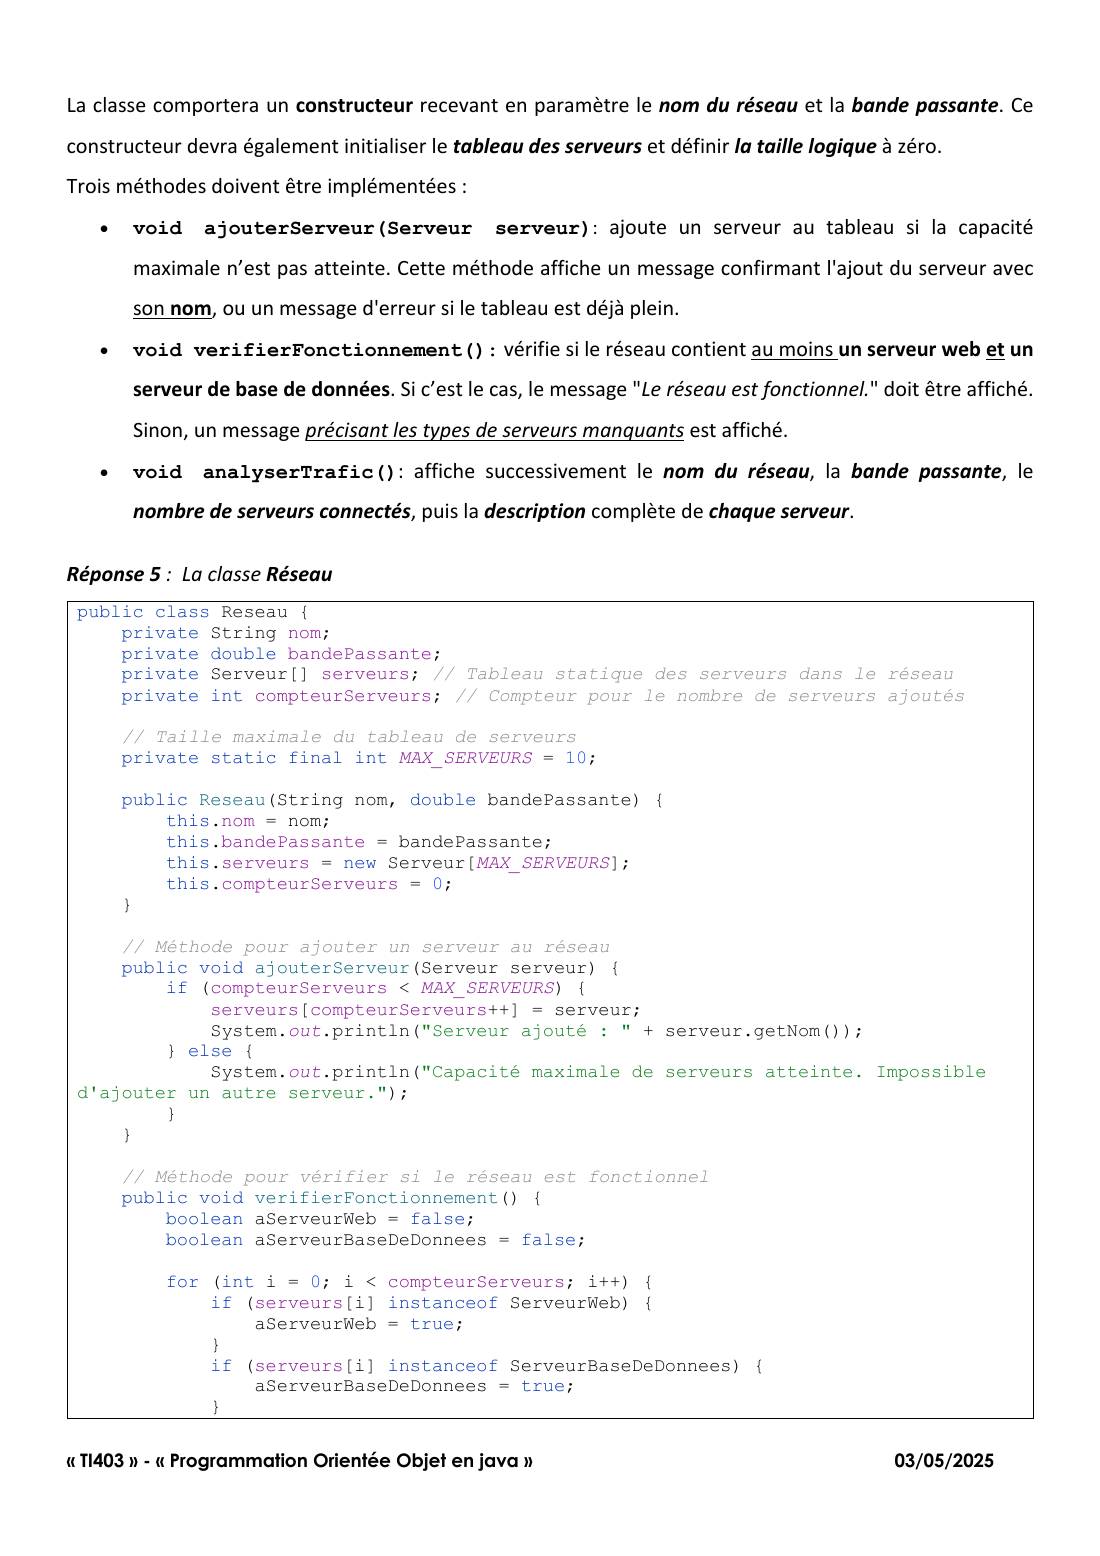 La classe comportera un constructeur recevant en paramètre le nom du réseau et la bande passante. Ce
constructeur devra également initialiser le tableau des serveurs et définir la taille logique à zéro.
Trois méthodes doivent être implémentées :
• void ajouterServeur(Serveur serveur): ajoute un serveur au tableau si la capacité
maximale n’est pas atteinte. Cette méthode affiche un message confirmant l'ajout du serveur avec
son nom, ou un message d'erreur si le tableau est déjà plein.
• void verifierFonctionnement(): vérifie si le réseau contient au moins un serveur web et un
serveur de base de données. Si c’est le cas, le message "Le réseau est fonctionnel." doit être affiché.
Sinon, un message précisant les types de serveurs manquants est affiché.
• void analyserTrafic(): affiche successivement le nom du réseau, la bande passante, le
nombre de serveurs connectés, puis la description complète de chaque serveur.
Réponse 5 : La classe Réseau
public class Reseau {
    private String nom;
    private double bandePassante;
    private Serveur[] serveurs; // Tableau statique des serveurs dans le réseau
    private int compteurServeurs; // Compteur pour le nombre de serveurs ajoutés
    // Taille maximale du tableau de serveurs
    private static final int MAX_SERVEURS = 10;
    public Reseau(String nom, double bandePassante) {
        this.nom = nom;
        this.bandePassante = bandePassante;
        this.serveurs = new Serveur[MAX_SERVEURS];
        this.compteurServeurs = 0;
    }
    // Méthode pour ajouter un serveur au réseau
    public void ajouterServeur(Serveur serveur) {
        if (compteurServeurs < MAX_SERVEURS) {
            serveurs[compteurServeurs++] = serveur;
            System.out.println("Serveur ajouté : " + serveur.getNom());
        } else {
            System.out.println("Capacité maximale de serveurs atteinte. Impossible
d'ajouter un autre serveur.");
        }
    }
    // Méthode pour vérifier si le réseau est fonctionnel
    public void verifierFonctionnement() {
        boolean aServeurWeb = false;
        boolean aServeurBaseDeDonnees = false;
        for (int i = 0; i < compteurServeurs; i++) {
            if (serveurs[i] instanceof ServeurWeb) {
                aServeurWeb = true;
            }
            if (serveurs[i] instanceof ServeurBaseDeDonnees) {
                aServeurBaseDeDonnees = true;
            }
« TI403 » - « Programmation Orientée Objet en java » 03/05/2025